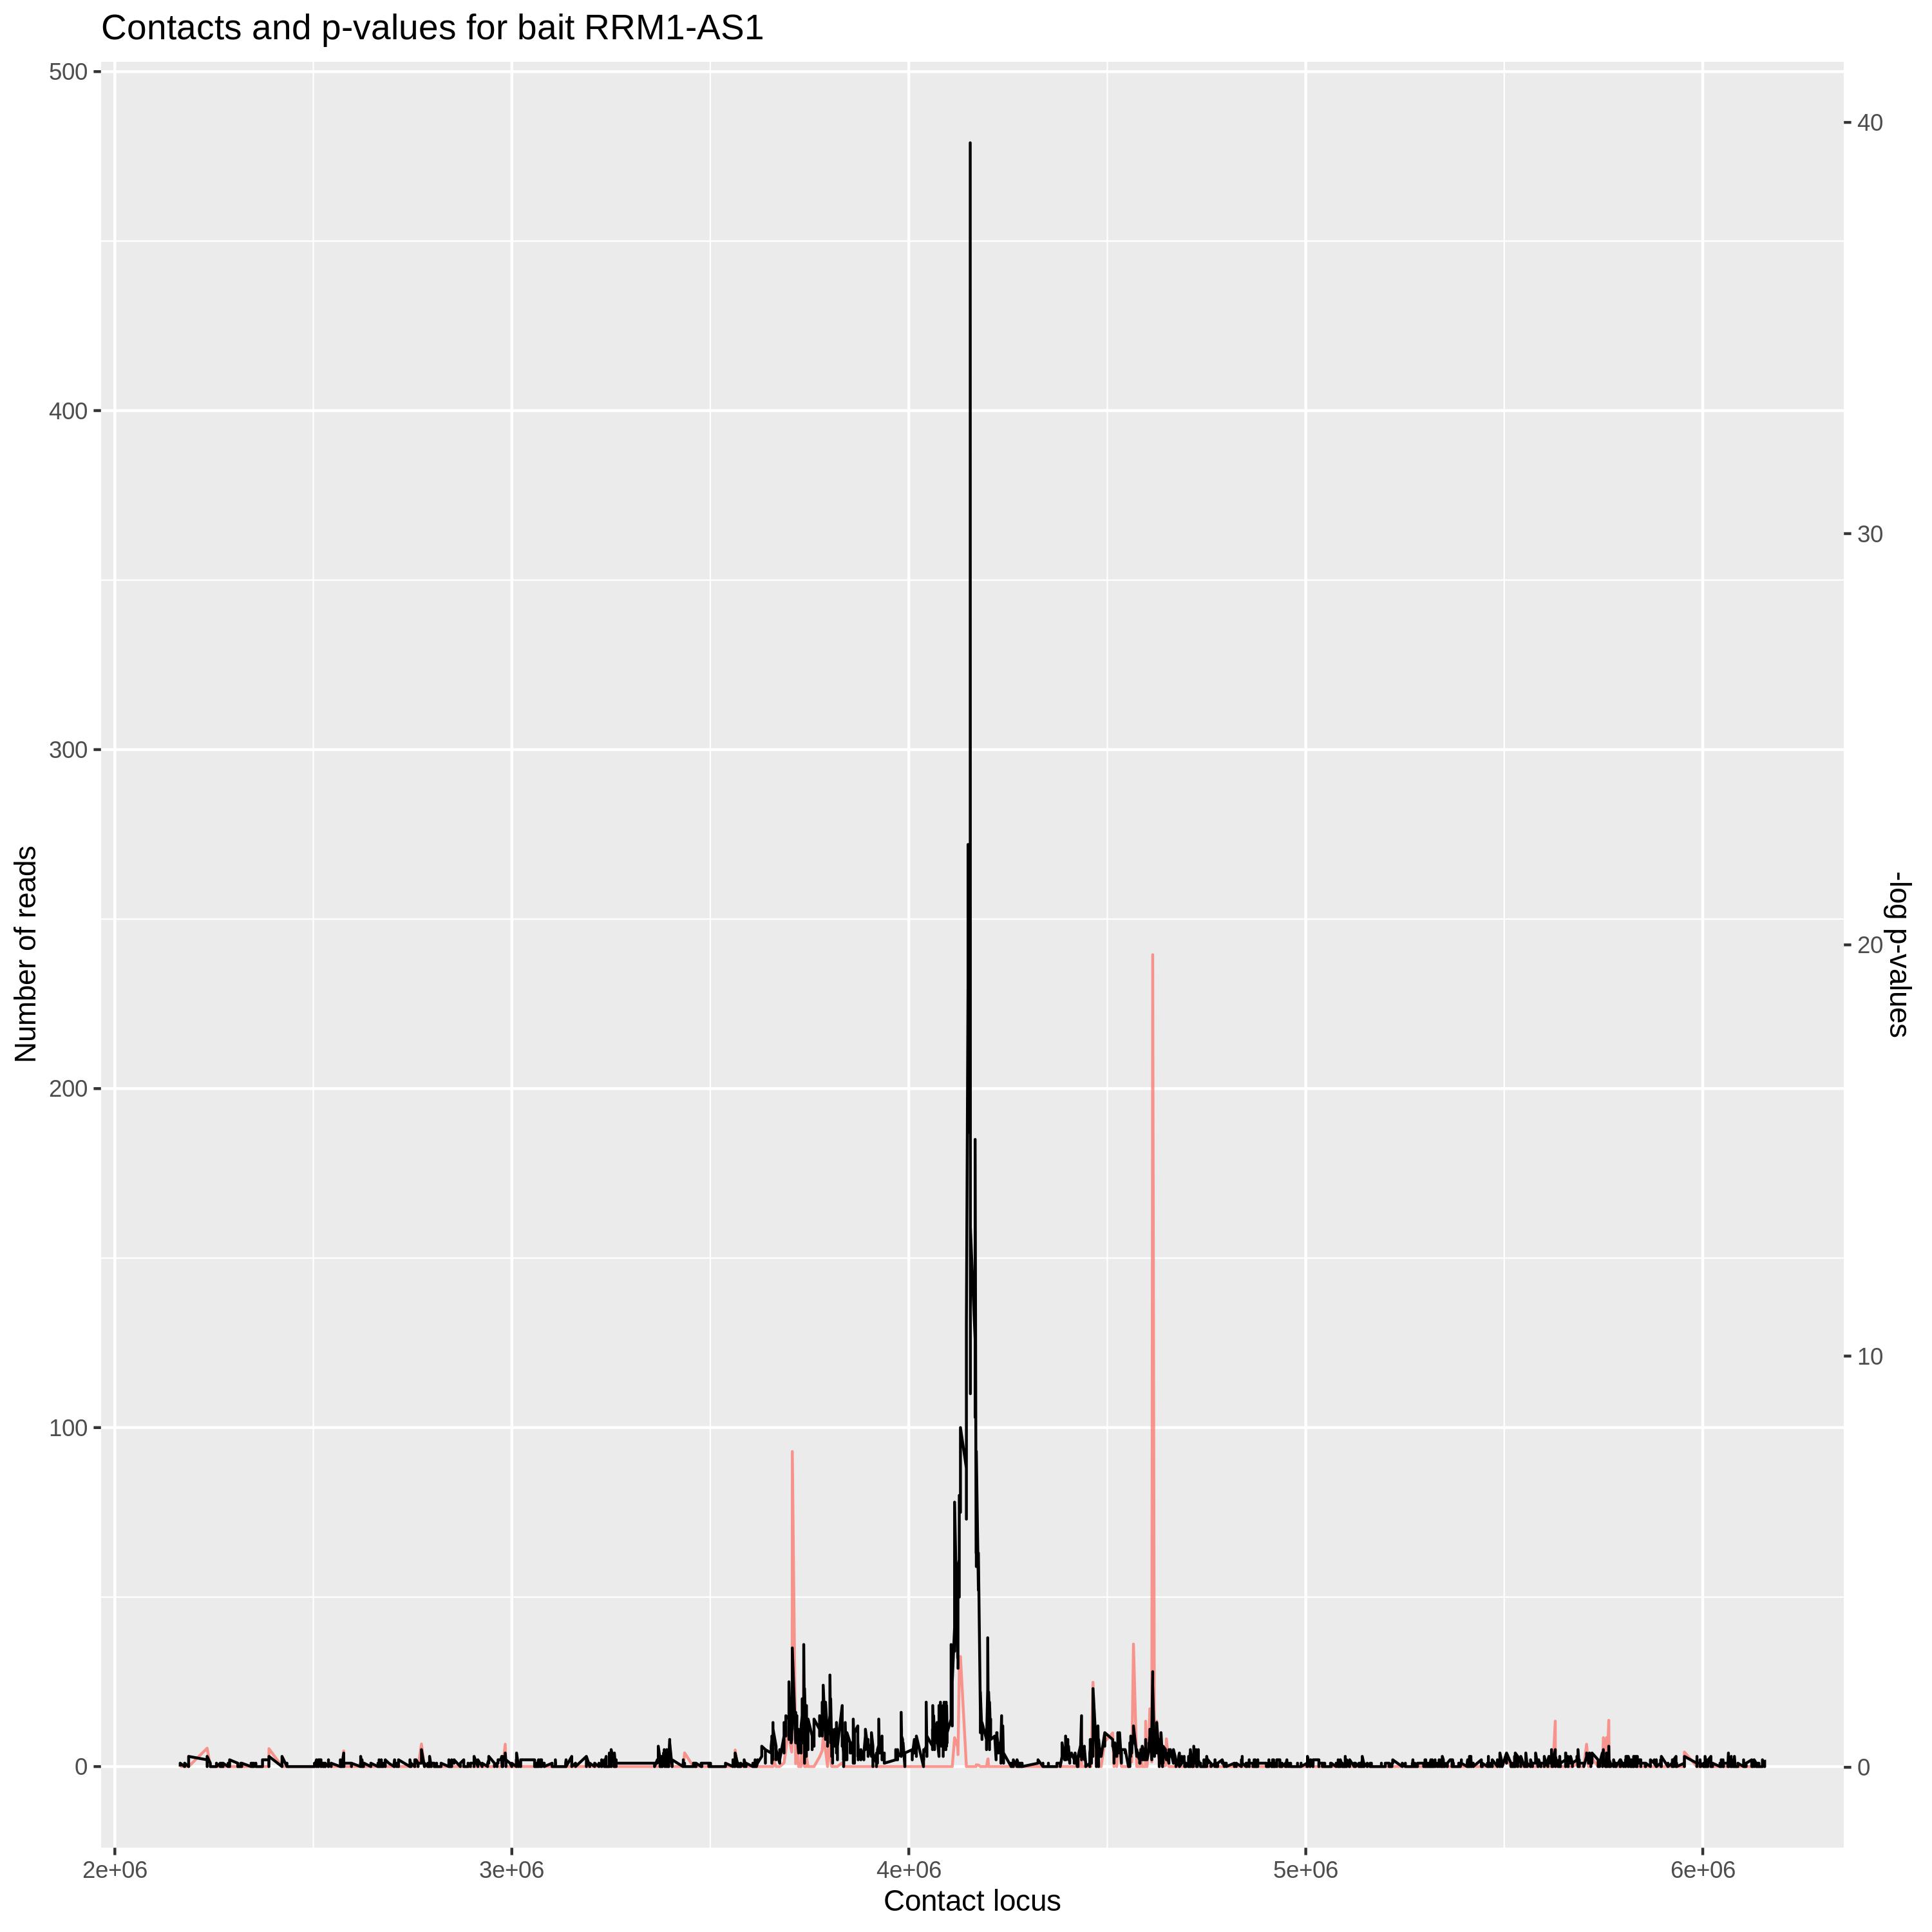 Contacts and p-values for bait RRM1-AS1
500
400
300
200
100
0
Number of reads
40
30
20
10
0
-log p-values
2e+06 3e+06 4e+06 5e+06 6e+06
Contact locus